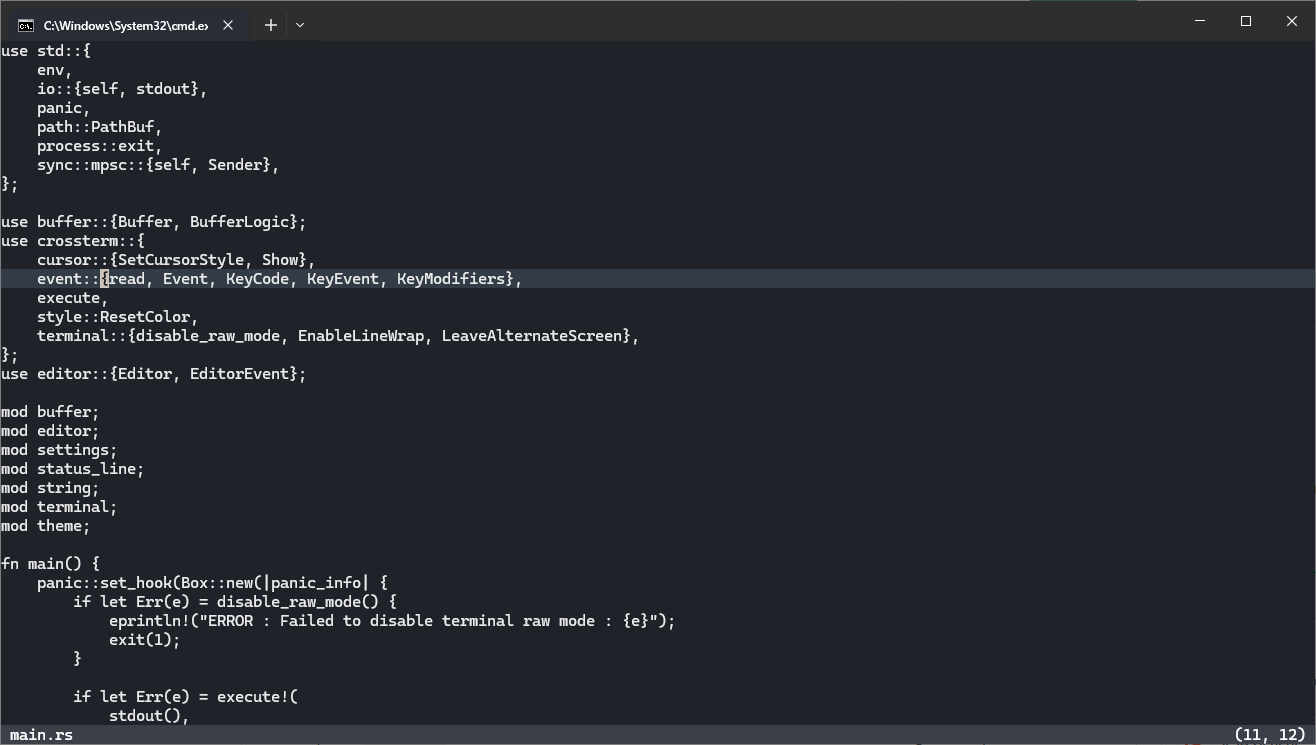 C:\Windows\System32\cmd.ex
use std::{
    env,
    io::{self, stdout},
    panic,
    path::PathBuf,
    process::exit,
    sync::mpsc::{self, Sender},
};

use buffer::{Buffer, BufferLogic};
use crossterm::{
    cursor::{SetCursorStyle, Show},
    event::{read, Event, KeyCode, KeyEvent, KeyModifiers},
    execute,
    style::ResetColor,
    terminal::{disable_raw_mode, EnableLineWrap, LeaveAlternateScreen},
};
use editor::{Editor, EditorEvent};

mod buffer;
mod editor;
mod settings;
mod status_line;
mod string;
mod terminal;
mod theme;

fn main() {
    panic::set_hook(Box::new(|panic_info| {
        if let Err(e) = disable_raw_mode() {
            eprintln!("ERROR : Failed to disable terminal raw mode : {e}");
            exit(1);
        }

        if let Err(e) = execute!(
            stdout(),
main.rs (11, 12)